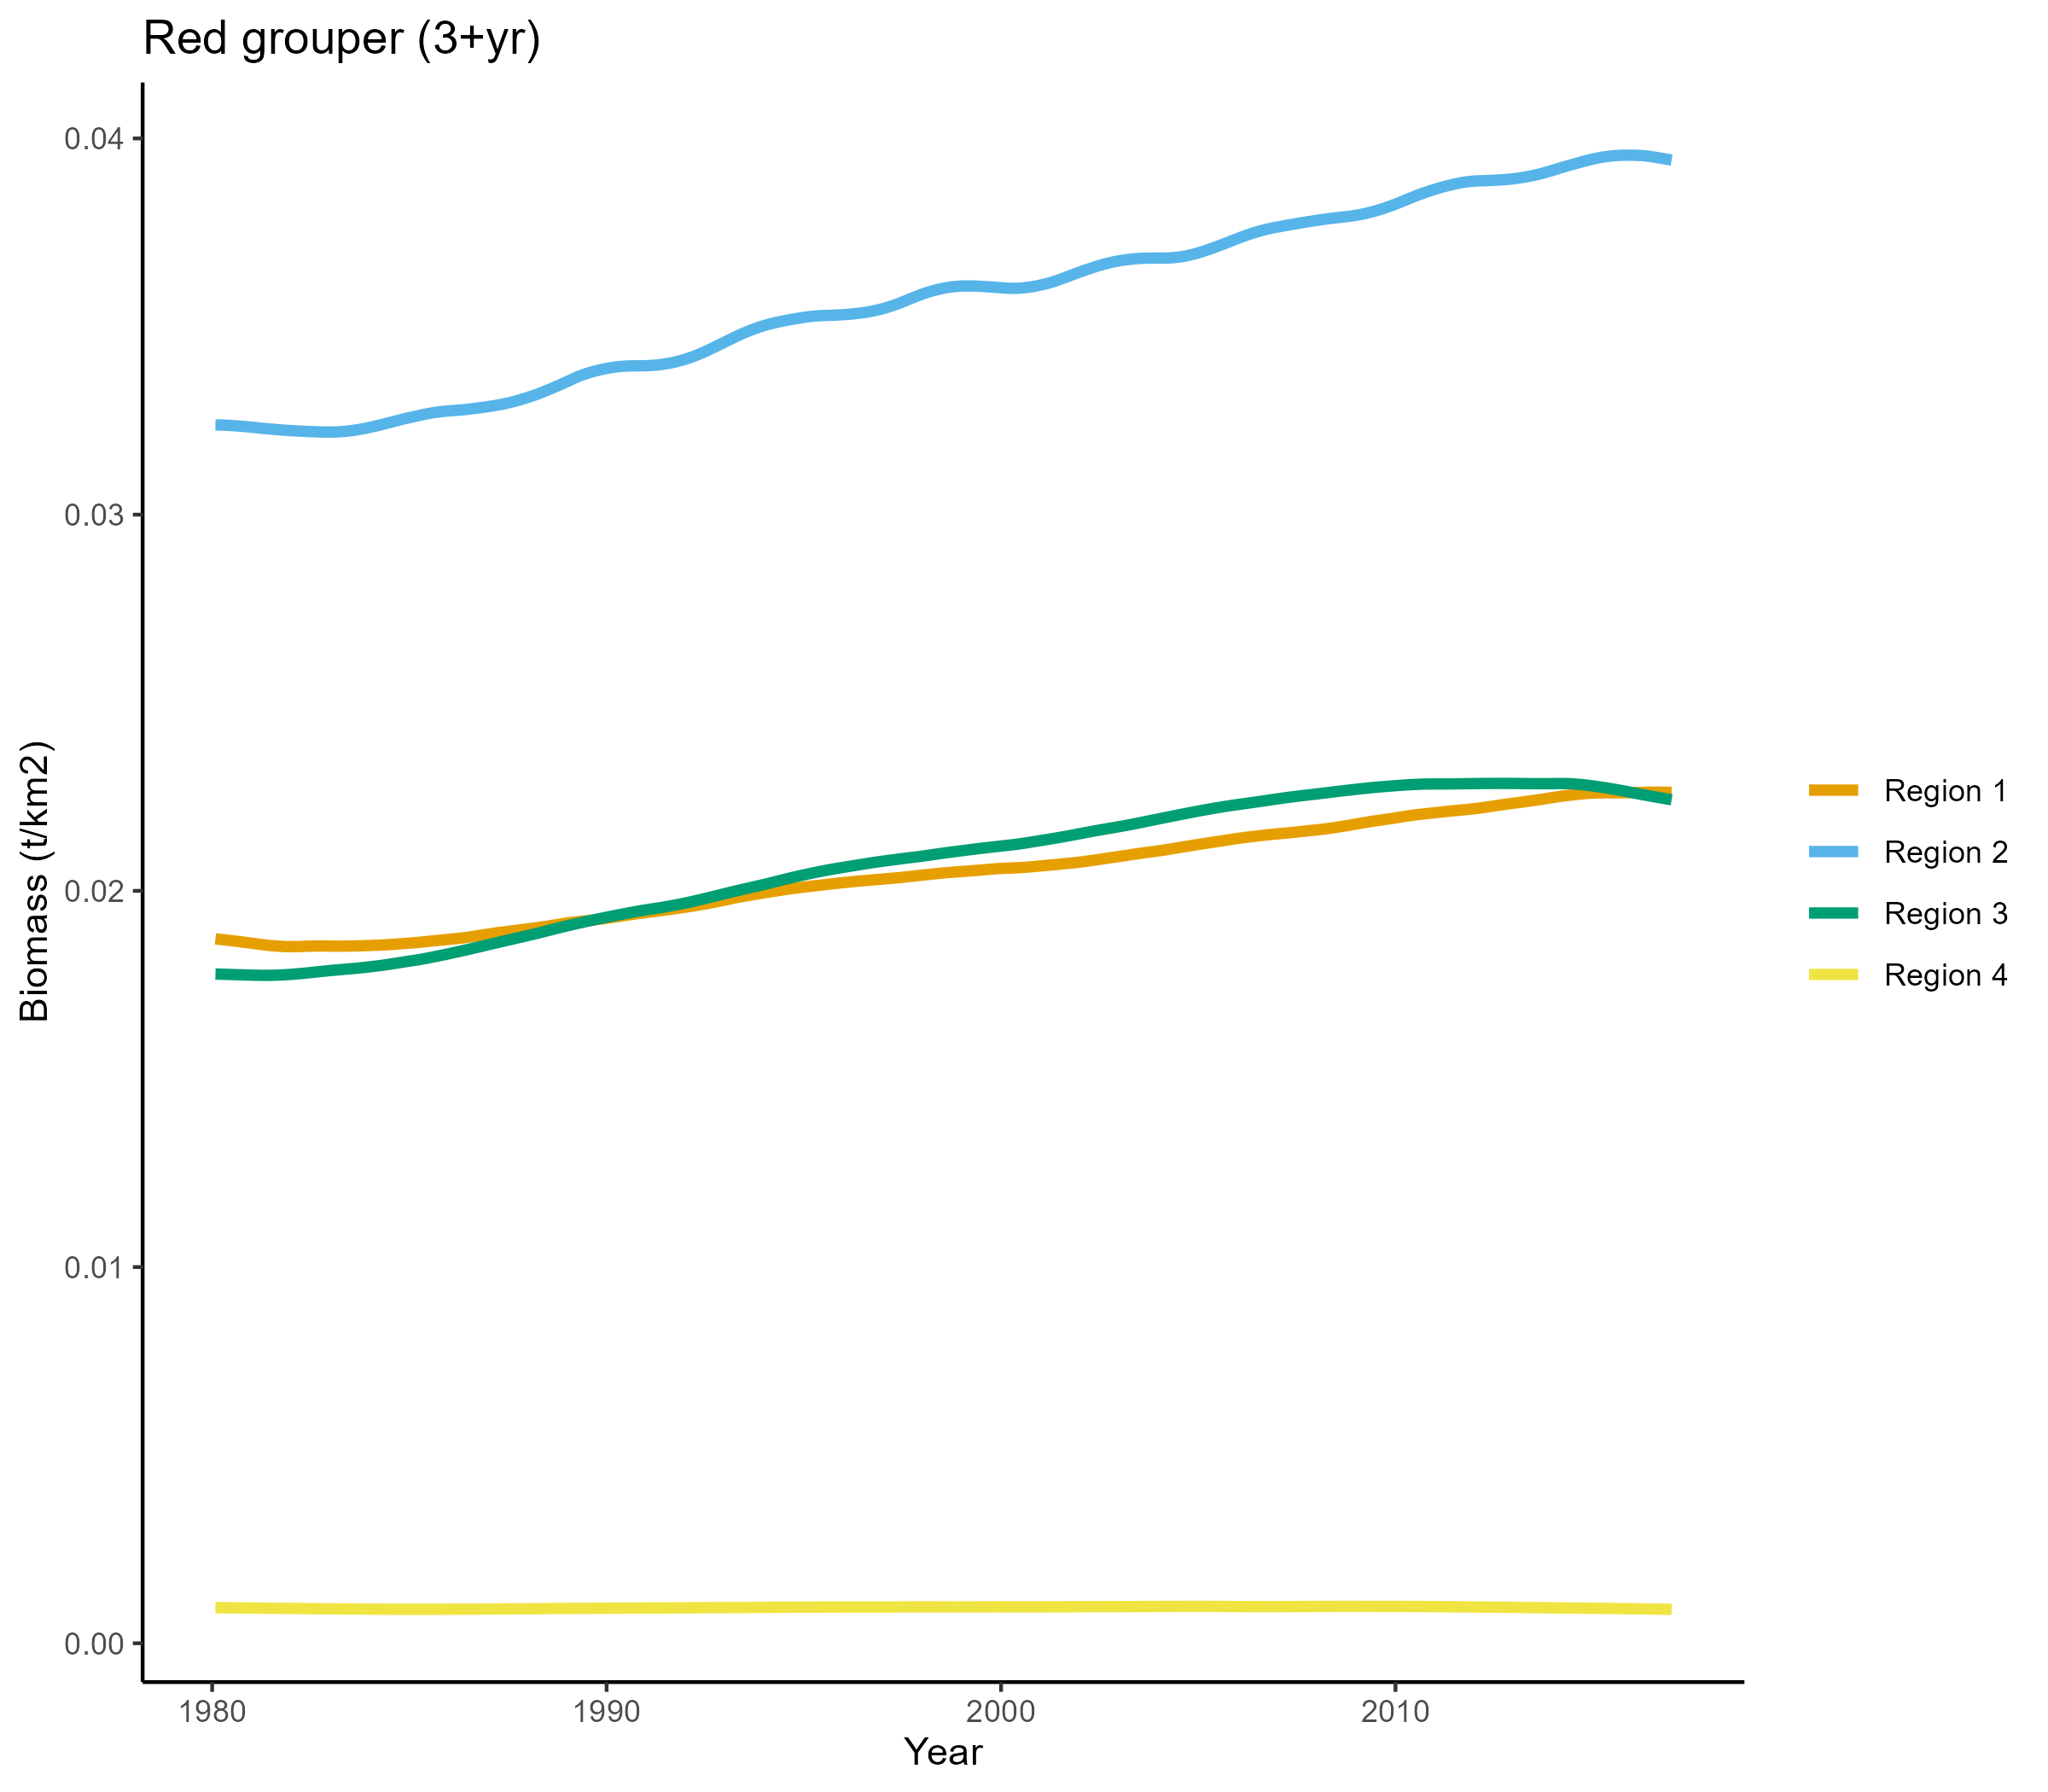 Red grouper (3+yr)
Biomass (t/km2)
0.04
0.03
0.02
0.01
0.00
1980 1990 2000 2010
Year
Region 1
Region 2
Region 3
Region 4